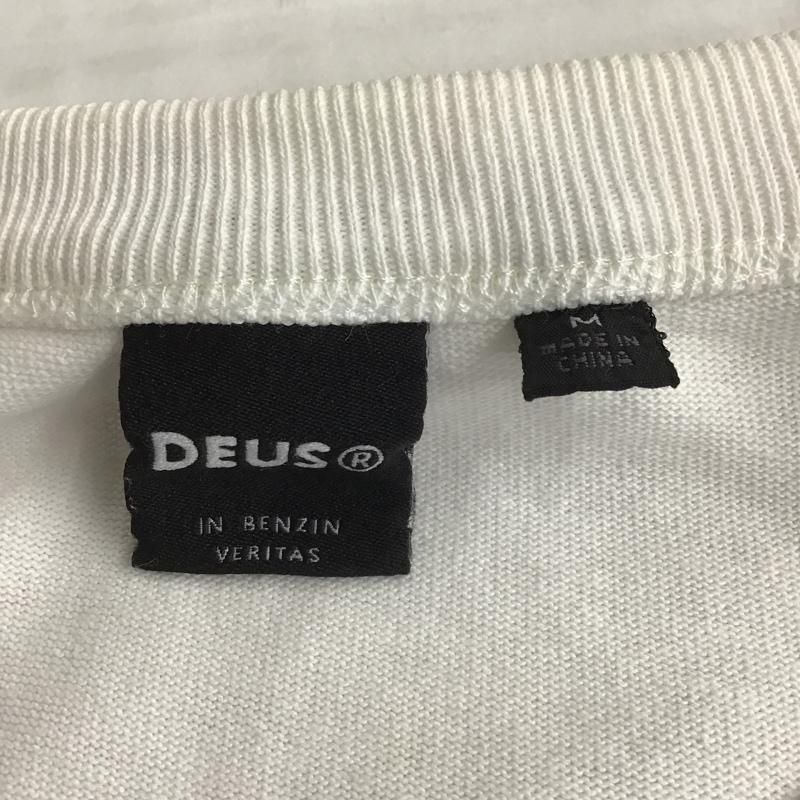 DEUS®
IN BENZIN
VERITAS
M
MADE IN
CHINA